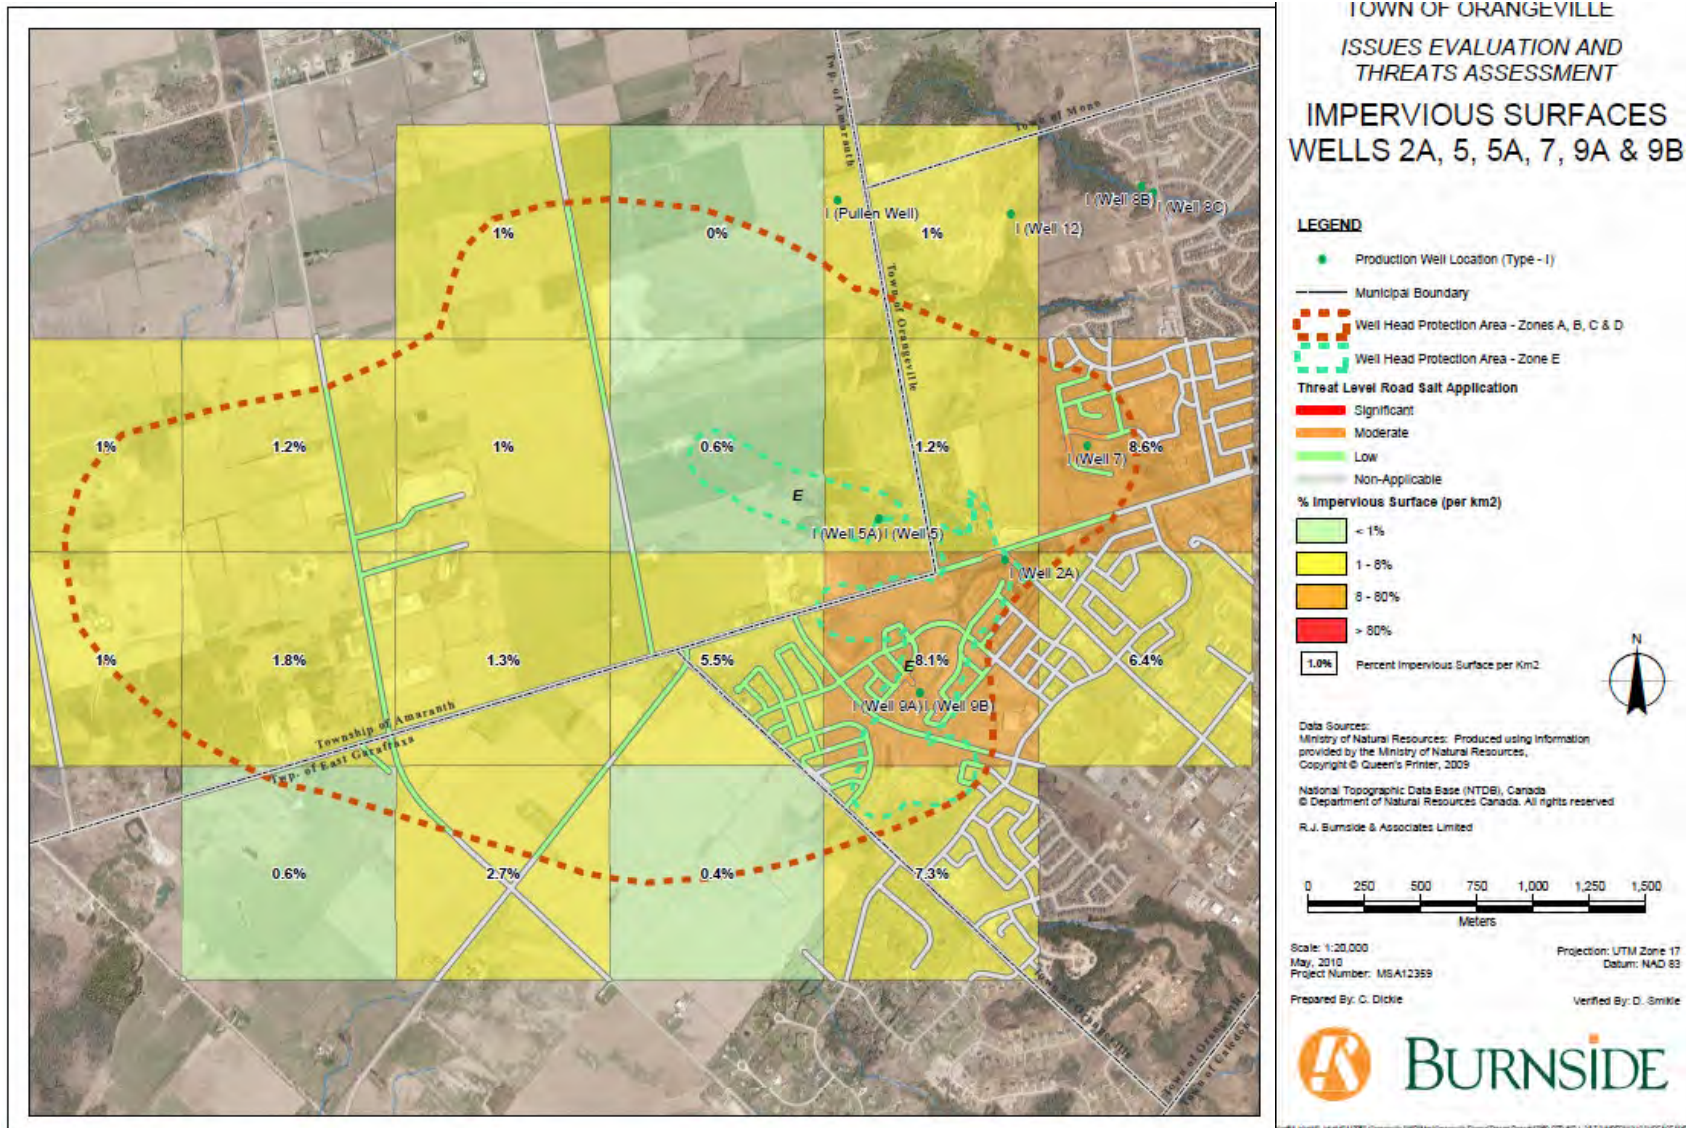 TOWN OF ORANGEVILLE
ISSUES EVALUATION AND
THREATS ASSESSMENT
IMPERVIOUS SURFACES
WELLS 2A, 5, 5A, 7, 9A & 9B
LEGEND
Production Well Location (Type - I)
Municipal Boundary
Well Head Protection Area - Zones A, B, C & D
Well Head Protection Area - Zone E
Threat Level Road Salt Application
Significant
Moderate
Low
Non-Applicable
% Impervious Surface (per km2)
< 1%
1 - 8%
8 - 80%
> 80%
1.0% Percent Impervious Surface per Km2
N
Data Sources:
Ministry of Natural Resources: Produced using information
provided by the Ministry of Natural Resources,
Copyright © Queen's Printer, 2009
National Topographic Data Base (NTDB), Canada
© Department of Natural Resources Canada. All rights reserved
R.J. Burnside & Associates Limited
0 250 500 750 1,000 1,250 1,500
Meters
Scale: 1:20,000
May, 2010
Project Number: MSA12359
Projection: UTM Zone 17
Datum: NAD 83
Prepared By: C. Dickie
Verified By: D. Smikle
BURNSIDE
Twp. of Amaranth
Town of Mono
I (Pullen Well)
I (Well 12)
I (Well 8B)
I (Well 8C)
1%
0%
1%
Town of Orangeville
1%
1.2%
1%
0.6%
1.2%
8.6%
I (Well 7)
E
I (Well 5A)
I (Well 5)
I (Well 2A)
1%
1.8%
1.3%
5.5%
E
8.1%
6.4%
I (Well 9A)
I (Well 9B)
Township of Amaranth
Twp. of East Garafraxa
0.6%
2.7%
0.4%
7.3%
Town of Orangeville
Town of Caledon